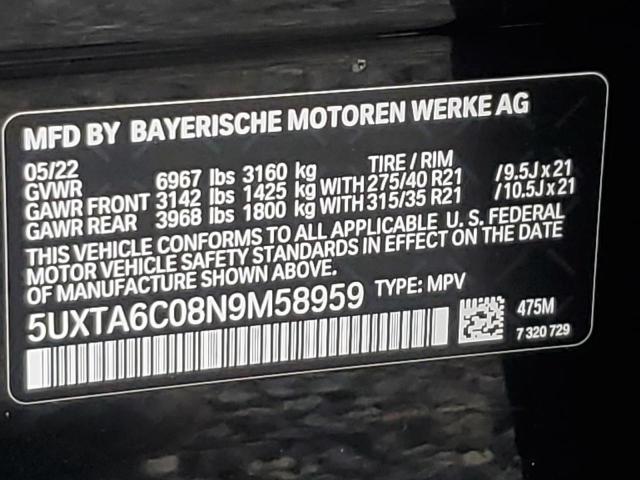 MFD BY BAYERISCHE MOTOREN WERKE AG
05/22 TIRE / RIM
GVWR 6967 lbs 3160 kg
GAWR FRONT 3142 lbs 1425 kg WITH 275/40 R21 /9.5J x 21
GAWR REAR 3968 lbs 1800 kg WITH 315/35 R21 /10.5J x 21
THIS VEHICLE CONFORMS TO ALL APPLICABLE U. S. FEDERAL
MOTOR VEHICLE SAFETY STANDARDS IN EFFECT ON THE DATE
OF MANUFACTURE SHOWN ABOVE.
5UXTA6C08N9M58959 TYPE: MPV
475M
7 320 729